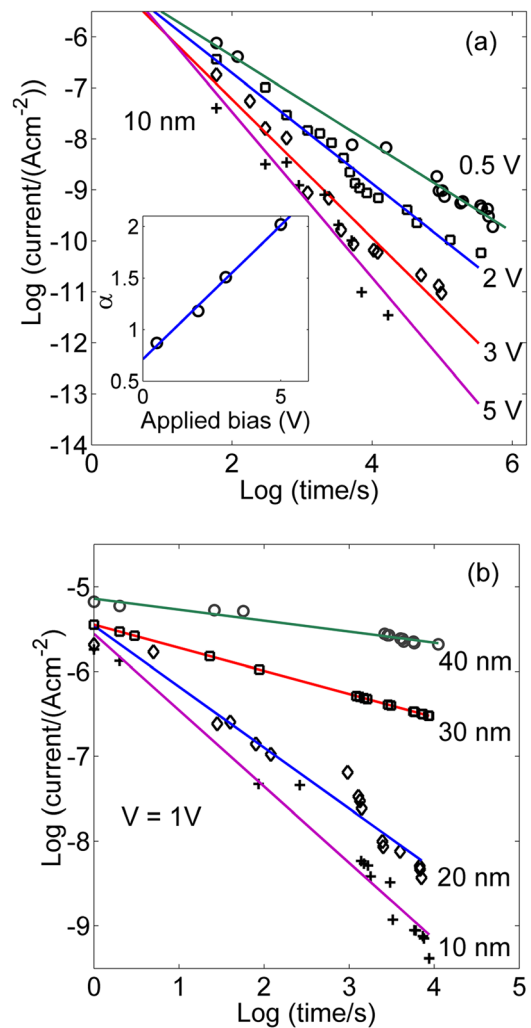 (a)
-6
-7
-8
-9
-10
-11
-12
-13
-14
Log (current/(Acm-2))
10 nm
0.5 V
2 V
3 V
5 V
2
1.5
1
0.5
α
0 5
Applied bias (V)
0 2 4 6
Log (time/s)
(b)
-5
-6
-7
-8
-9
Log (current/(Acm-2)
40 nm
30 nm
V = 1V
20 nm
10 nm
0 1 2 3 4 5
Log (time/s)